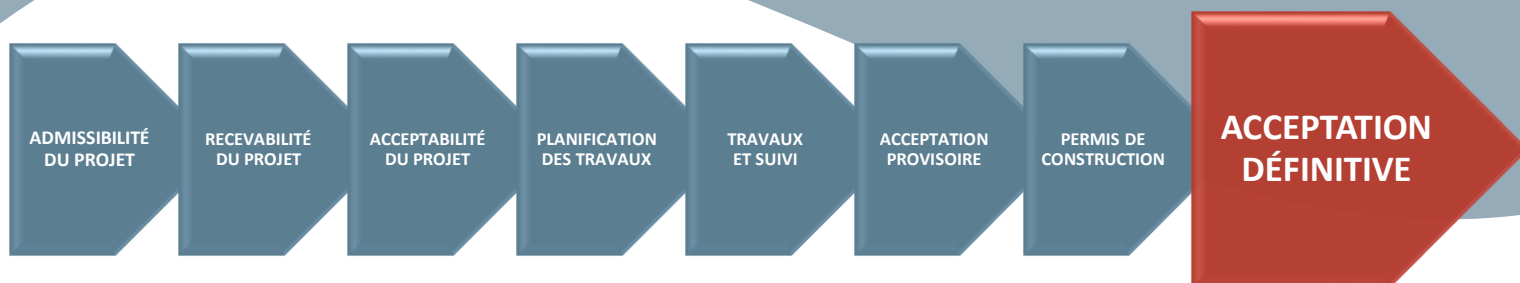 ADMISSIBILITÉ
DU PROJET
RECEVABILITÉ
DU PROJET
ACCEPTABILITÉ
DU PROJET
PLANIFICATION
DES TRAVAUX
TRAVAUX
ET SUIVI
ACCEPTATION
PROVISOIRE
PERMIS DE
CONSTRUCTION
ACCEPTATION
DÉFINITIVE